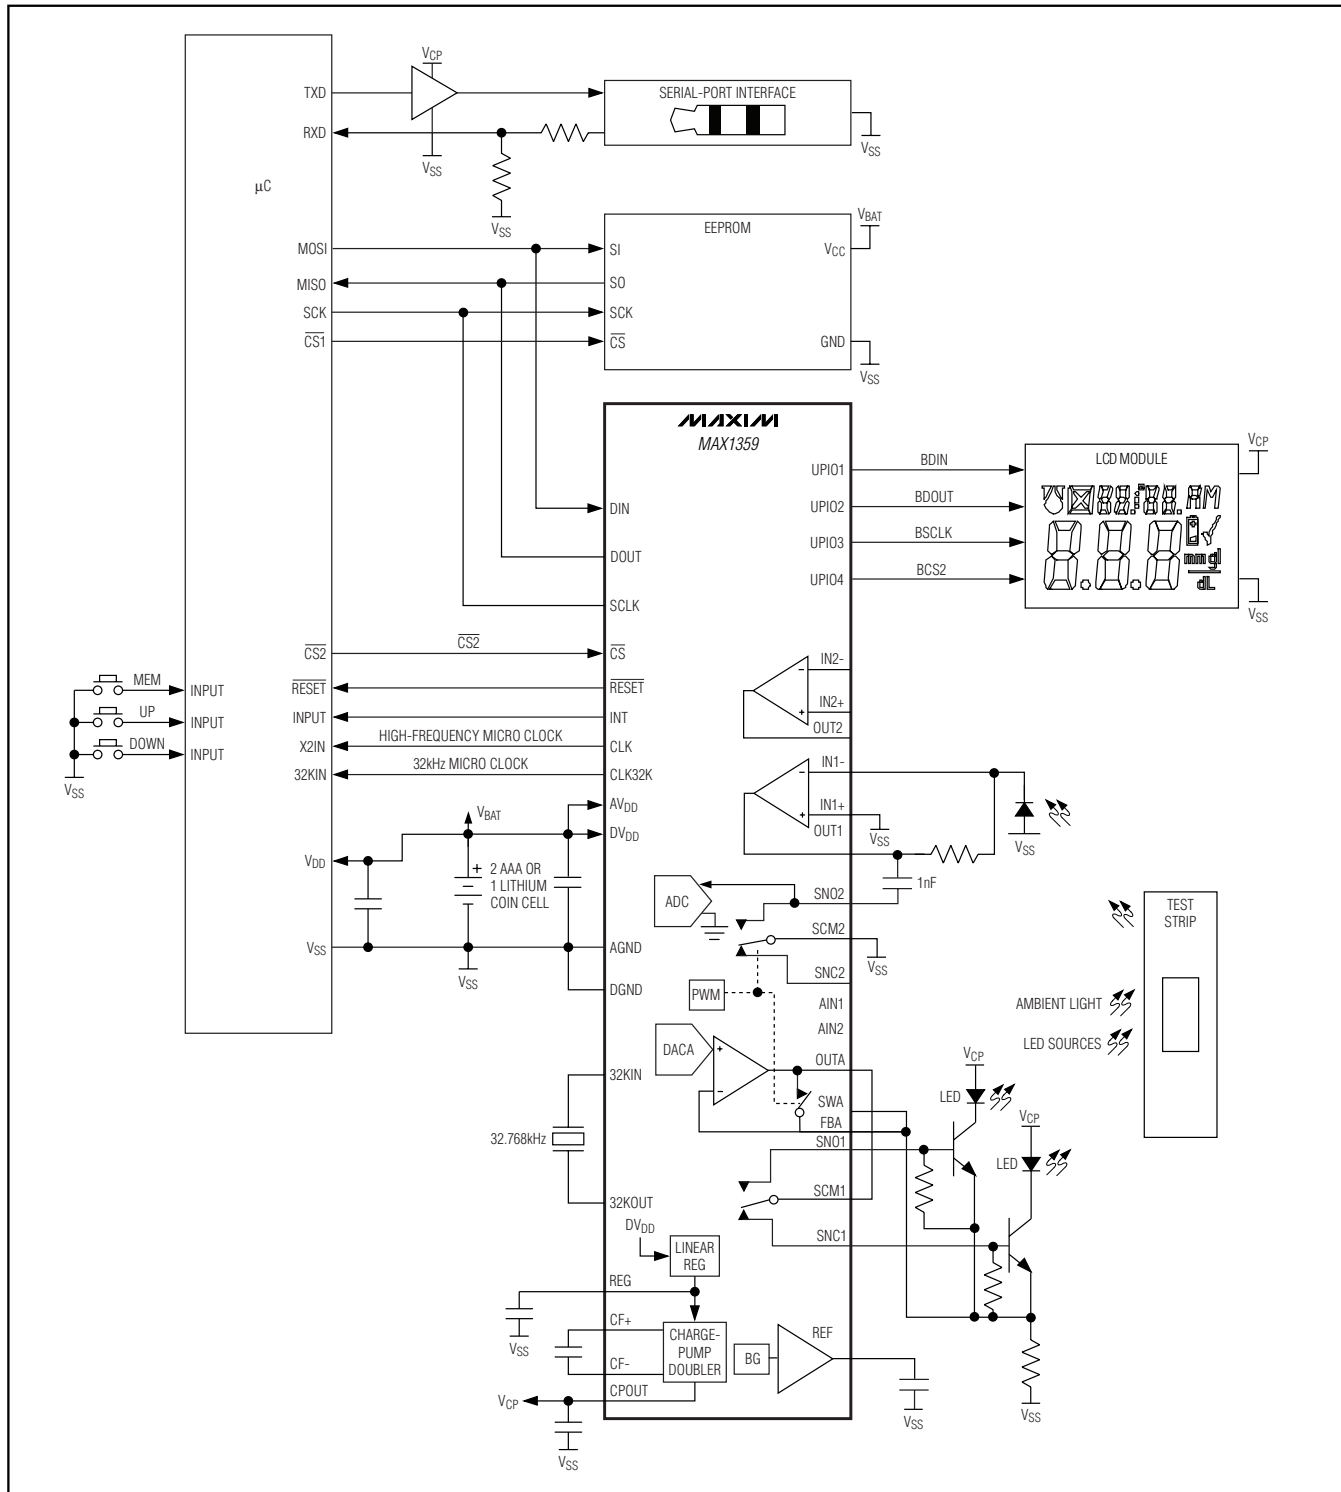 VCP
TXD
SERIAL-PORT INTERFACE
RXD
VSS
VSS
VSS
µC
EEPROM
VBAT
MOSI
SI
VCC
MISO
SO
SCK
SCK
CS1
CS
GND
VSS
MAXIM
MAX1359
VCP
LCD MODULE
UPIO1
BDIN
UPIO2
BDOUT
UPIO3
BSCLK
UPIO4
BCS2
88:88. AM
8.8.8
mmgl
dL
VSS
DIN
DOUT
SCLK
CS2
CS2
CS
IN2-
IN2+
OUT2
MEM
INPUT
RESET
RESET
UP
INPUT
INPUT
INT
DOWN
INPUT
X2IN
HIGH-FREQUENCY MICRO CLOCK
CLK
VSS
32KIN
32kHz MICRO CLOCK
CLK32K
IN1-
IN1+
OUT1
VSS
VSS
AVDD
VBAT
DVDD
VDD
+
2 AAA OR
1 LITHIUM
COIN CELL
1nF
ADC
SNO2
SCM2
VSS
SNC2
TEST
STRIP
VSS
AGND
VSS
DGND
PWM
AIN1
AIN2
AMBIENT LIGHT
LED SOURCES
DACA
OUTA
VCP
SWA
LED
FBA
VCP
32KIN
32.768kHz
SNO1
LED
SCM1
32KOUT
SNC1
DVDD
LINEAR
REG
REG
VSS
CF+
CHARGE-
PUMP
DOUBLER
CF-
BG
REF
CPOUT
VCP
VSS
VSS
VSS